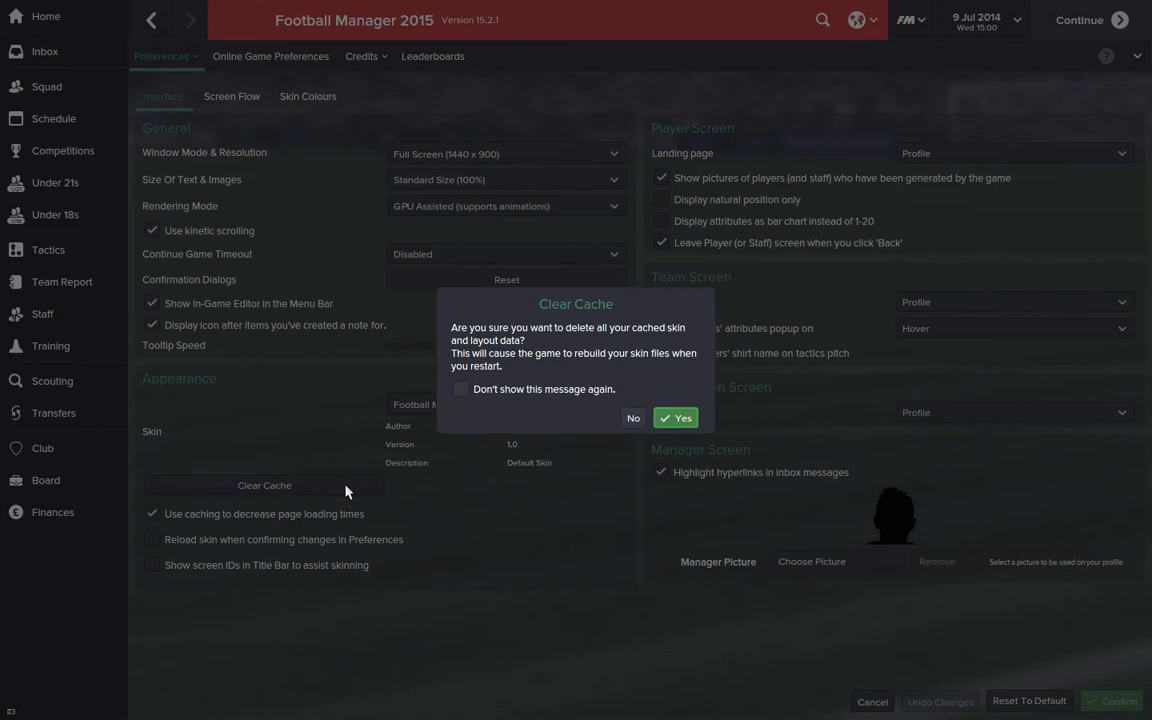 Home
Inbox
Squad
Schedule
Competitions
Under 21s
Under 18s
Tactics
Team Report
Staff
Training
Scouting
Transfers
Club
Board
Finances
Football Manager 2015 Version 15.2.1
FM
9 Jul 2014
Wed 15:00
Continue
Preferences
Online Game Preferences
Credits
Leaderboards
?
Interface
Screen Flow
Skin Colours
General
Window Mode & Resolution
Full Screen (1440 x 900)
Size Of Text & Images
Standard Size (100%)
Rendering Mode
GPU Assisted (supports animations)
Use kinetic scrolling
Continue Game Timeout
Disabled
Confirmation Dialogs
Reset
Show In-Game Editor in the Menu Bar
Display icon after items you've created a note for.
Tooltip Speed
Appearance
Football M
Skin
Author
Version 1.0
Description Default Skin
Clear Cache
Use caching to decrease page loading times
Reload skin when confirming changes in Preferences
Show screen IDs in Title Bar to assist skinning
Clear Cache
Are you sure you want to delete all your cached skin
and layout data?
This will cause the game to rebuild your skin files when
you restart.
Don't show this message again.
No
Yes
Player Screen
Landing page
Profile
Show pictures of players (and staff) who have been generated by the game
Display natural position only
Display attributes as bar chart instead of 1-20
Leave Player (or Staff) screen when you click 'Back'
Team Screen
Profile
s' attributes popup on
Hover
ers' shirt name on tactics pitch
n Screen
Profile
Manager Screen
Highlight hyperlinks in inbox messages
Manager Picture
Choose Picture
Remove
Select a picture to be used on your profile
Cancel
Undo Changes
Reset To Default
Confirm